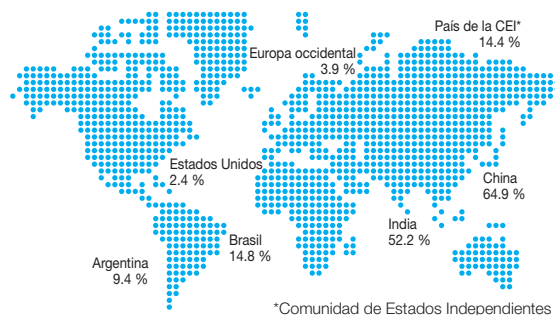 País de la CEI*
14.4 %
Europa occidental
3.9 %
Estados Unidos
2.4 %
China
64.9 %
India
52.2 %
Brasil
14.8 %
Argentina
9.4 %
*Comunidad de Estados Independientes